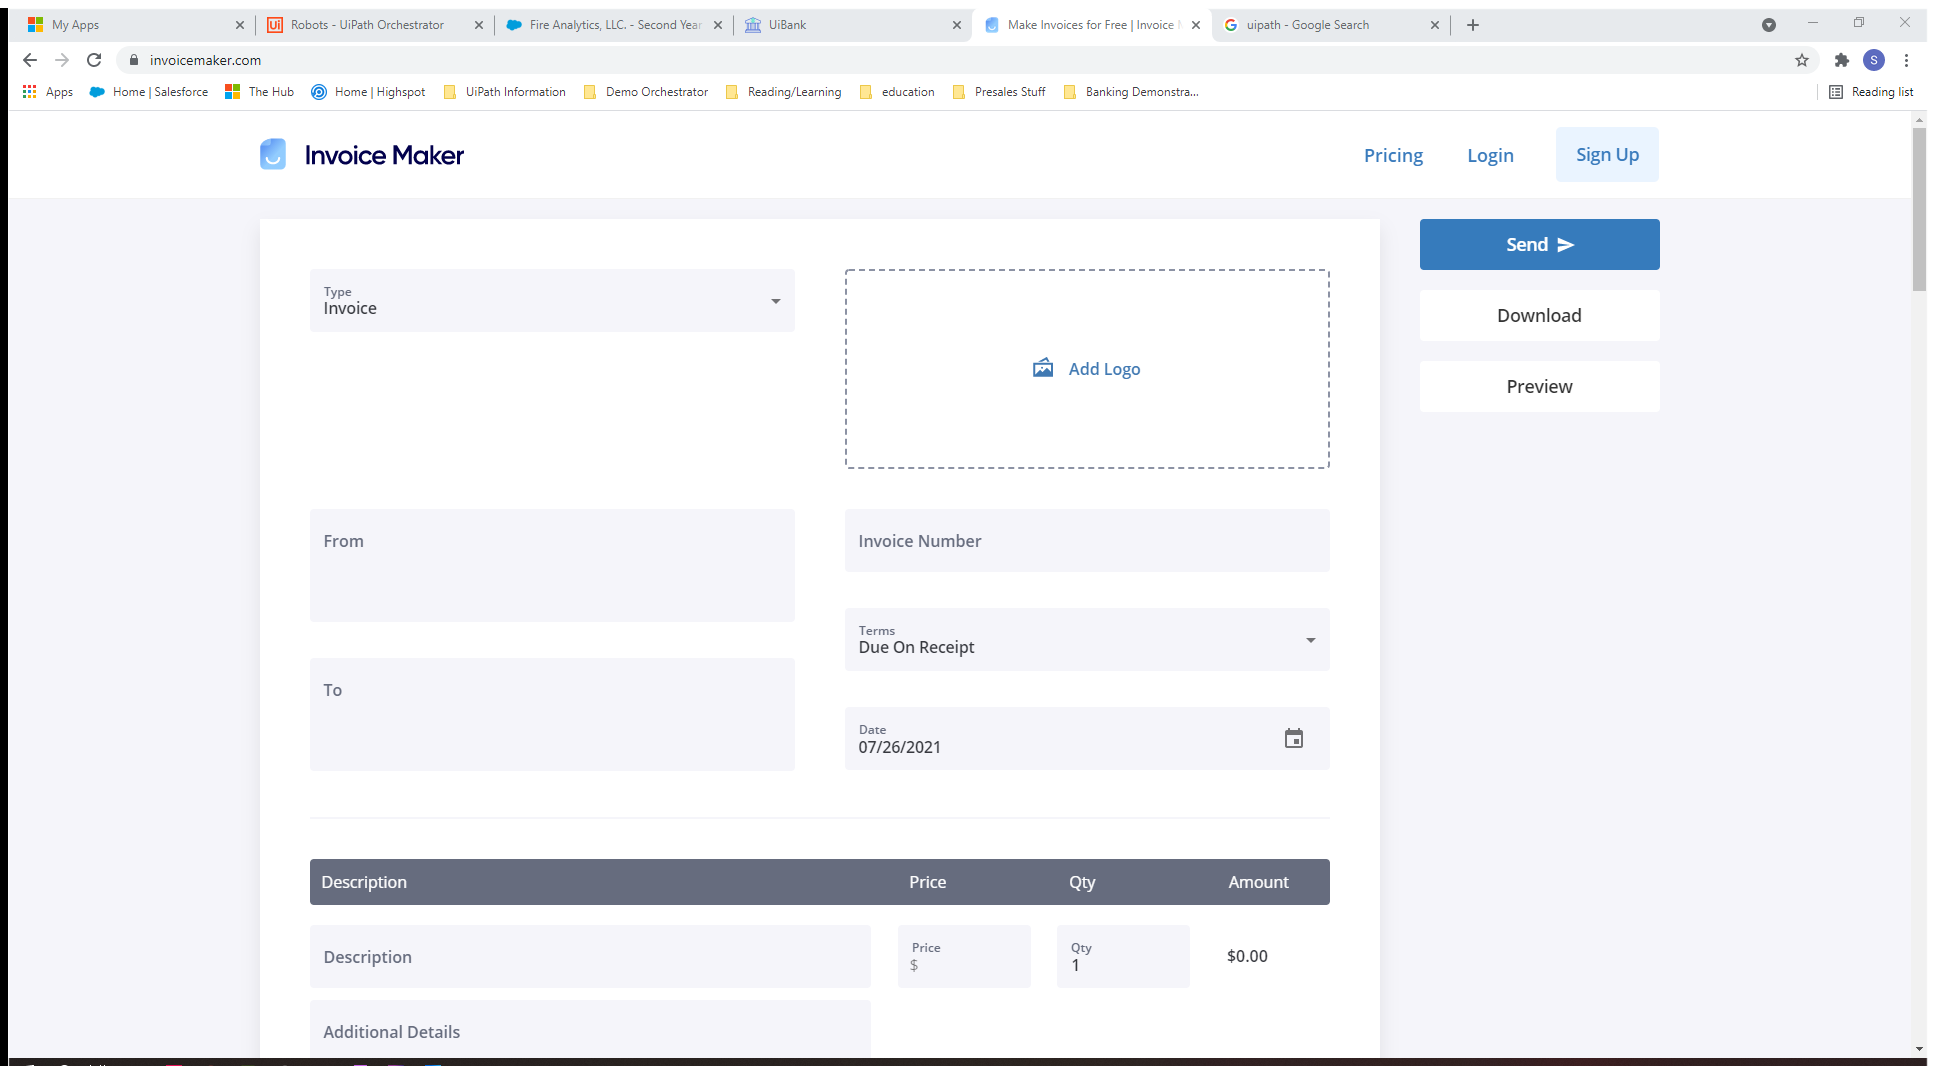 My Apps
Robots - UiPath Orchestrator
Fire Analytics, LLC. - Second Year
UiBank
Make Invoices for Free | Invoice M
uipath - Google Search
invoicemaker.com
S
Apps
Home | Salesforce
The Hub
Home | Highspot
UiPath Information
Demo Orchestrator
Reading/Learning
education
Presales Stuff
Banking Demonstra...
Reading list
Invoice Maker
Pricing
Login
Sign Up
Type
Invoice
Add Logo
Send
Download
Preview
From
Invoice Number
Terms
Due On Receipt
To
Date
07/26/2021
Description Price Qty Amount
Description
Price
$
Qty
1
$0.00
Additional Details